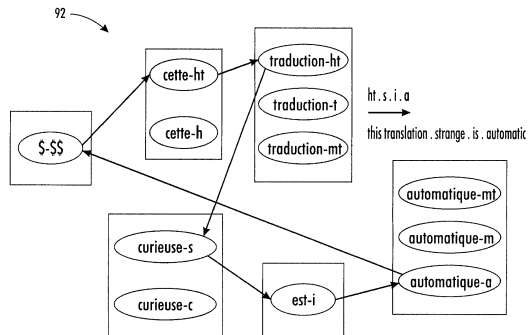 92
cette-ht
cette-h
traduction-ht
traduction-t
traduction-mt
ht.s.i.a
this translation . strange . is . automatic
$-$$
curieuse-s
curieuse-c
est-i
automatique-mt
automatique-m
automatique-a